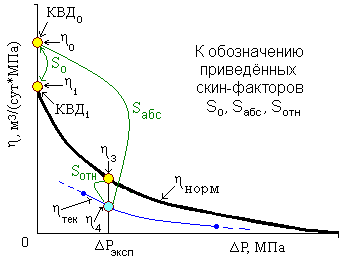 КВД₀
η₀
К обозначению
приведённых
скин-факторов
S₀, Sабс, Sотн
S₀
η₁
КВД₁
Sабс
η, м3/(сут*МПа)
η₃
Sотн
ηнорм
ηтек
η₄
0
ΔPэксп
ΔP, МПа